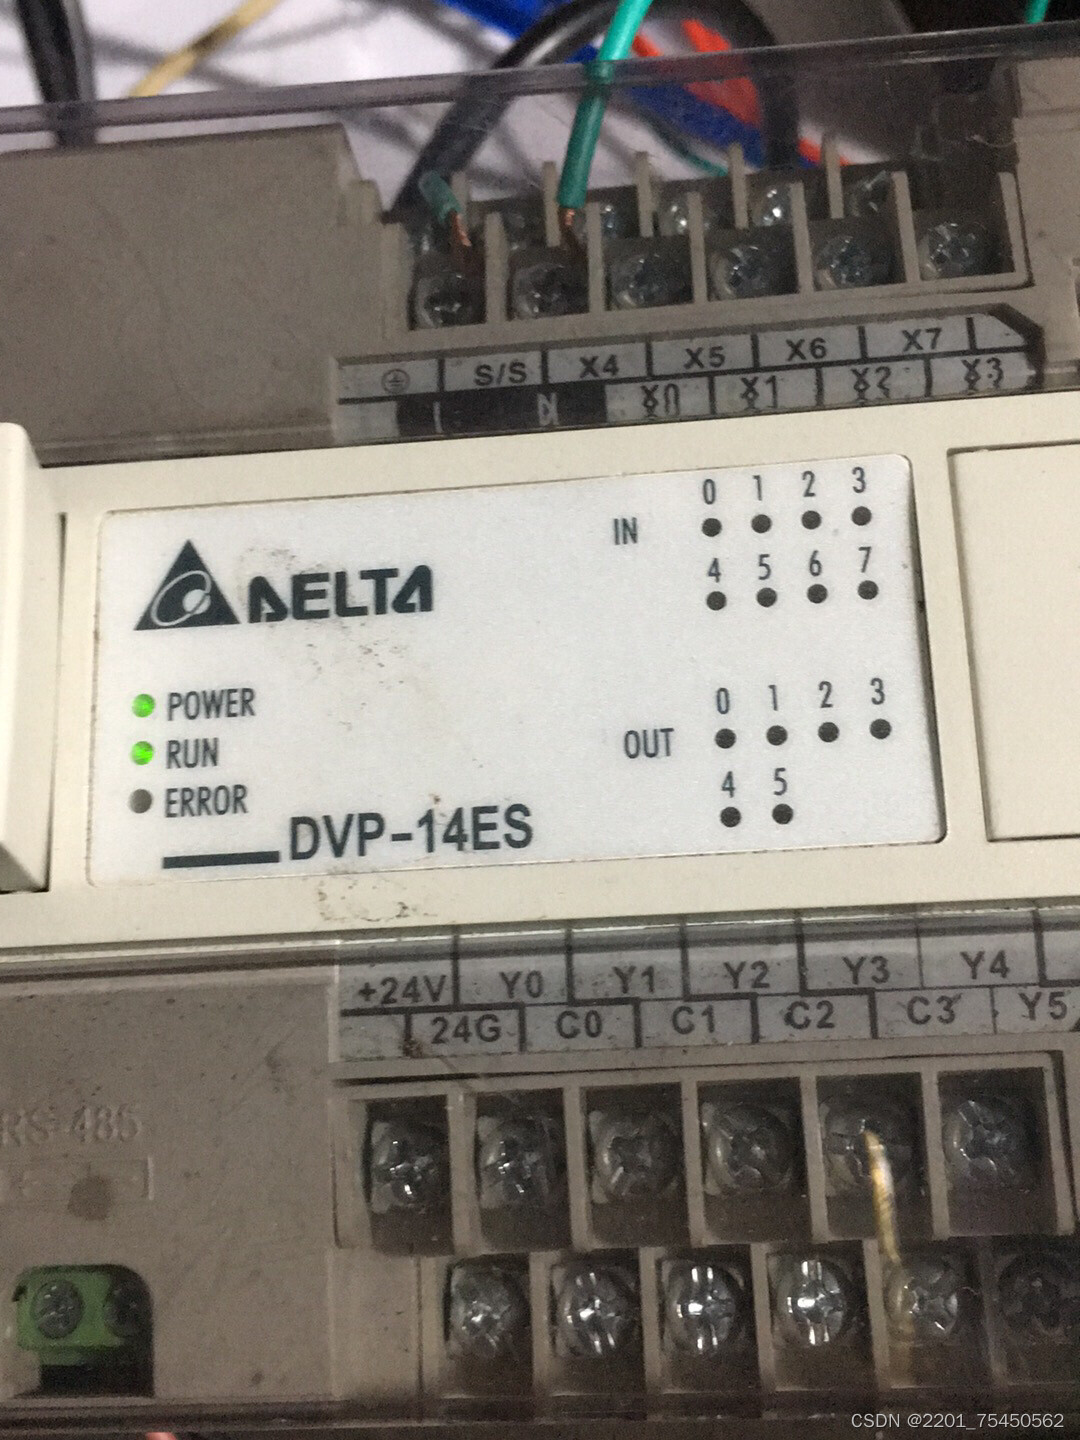 S/S X4 X5 X6 X7
X0 X1 X2 X3
0 1 2 3
IN
4 5 6 7
DELTA
POWER
RUN
ERROR
0 1 2 3
OUT
4 5
DVP-14ES
+24V Y0 Y1 Y2 Y3 Y4
24G C0 C1 C2 C3 Y5
RS-485
CSDN @2201_75450562